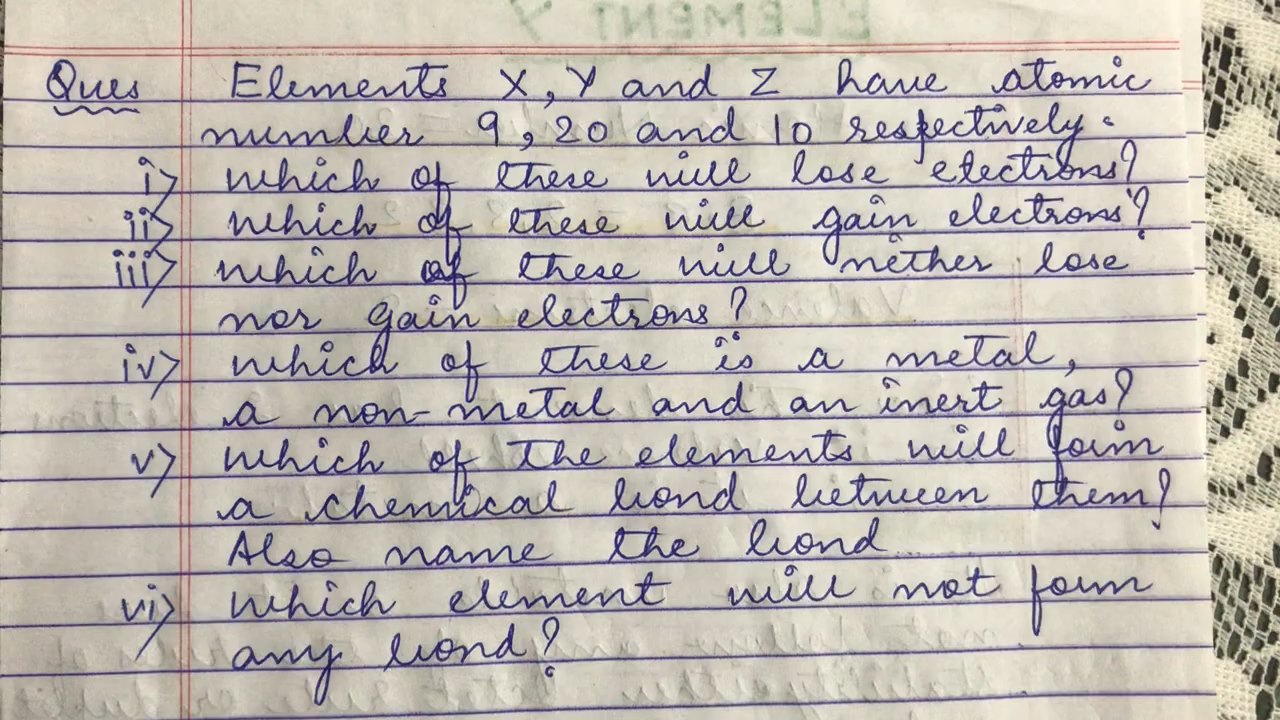 ELEMENT Y
Ques Elements X, Y and Z have atomic
number 9, 20 and 10 respectively.
i) which of these will lose electrons?
ii) which of these will gain electrons?
iii) which of these will nether lose
nor gain electrons?
iv) which of these is a metal,
a non-metal and an inert gas?
v) which of the elements will form
a chemical bond between them?
Also name the bond
vi) which element will not form
any bond?